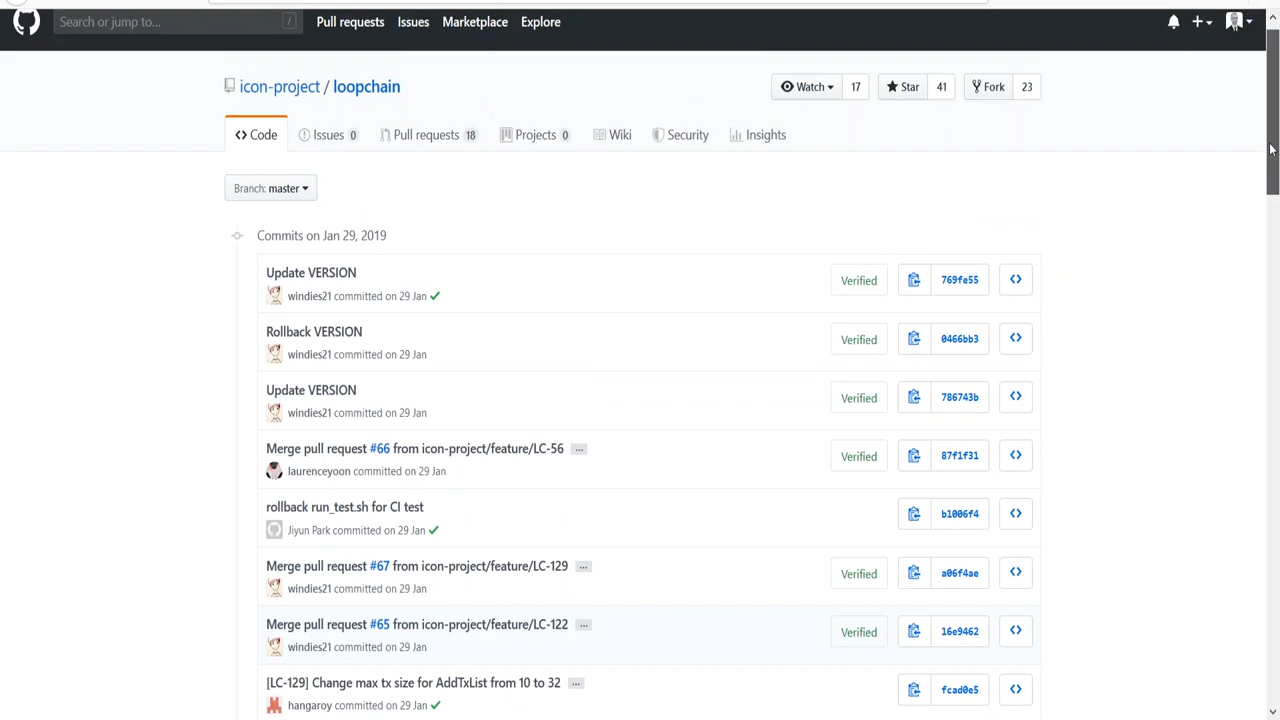 Search or jump to... / Pull requests Issues Marketplace Explore
icon-project / loopchain Watch 17 Star 41 Fork 23
Code Issues 0 Pull requests 18 Projects 0 Wiki Security Insights
Branch: master
Commits on Jan 29, 2019
Update VERSION
windies21 committed on 29 Jan Verified 769fe55
Rollback VERSION
windies21 committed on 29 Jan Verified 0466bb3
Update VERSION
windies21 committed on 29 Jan Verified 786743b
Merge pull request #66 from icon-project/feature/LC-56 ...
laurenceyoon committed on 29 Jan Verified 87f1f31
rollback run_test.sh for CI test
Jiyun Park committed on 29 Jan b1006f4
Merge pull request #67 from icon-project/feature/LC-129 ...
windies21 committed on 29 Jan Verified a06f4ae
Merge pull request #65 from icon-project/feature/LC-122 ...
windies21 committed on 29 Jan Verified 16e9462
[LC-129] Change max tx size for AddTxList from 10 to 32 ...
hangaroy committed on 29 Jan fcad0e5